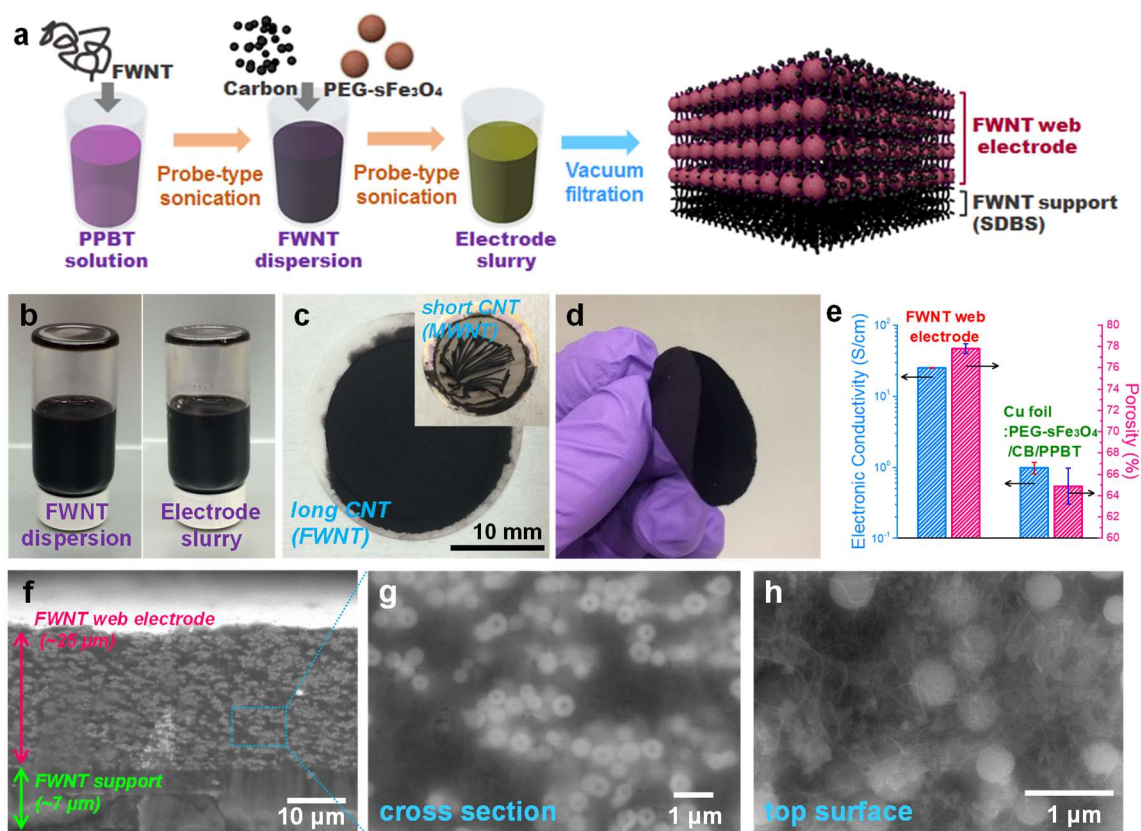 a
FWNT
Carbon
PEG-sFe₃O₄
Probe-type
sonication
Probe-type
sonication
Vacuum
filtration
PPBT
solution
FWNT
dispersion
Electrode
slurry
FWNT web
electrode
FWNT support
(SDBS)
b
FWNT
dispersion
Electrode
slurry
c
short CNT
(MWNT)
long CNT
(FWNT)
10 mm
d
e
Electronic Conductivity (S/cm)
10²
10¹
10⁰
10⁻¹
FWNT web
electrode
Cu foil
:PEG-sFe₃O₄
/CB/PPBT
80
78
76
74
72
70
68
66
64
62
60
Porosity (%)
f
FWNT web electrode
(~25 µm)
FWNT support
(~7 µm)
10 µm
g
cross section
1 µm
h
top surface
1 µm